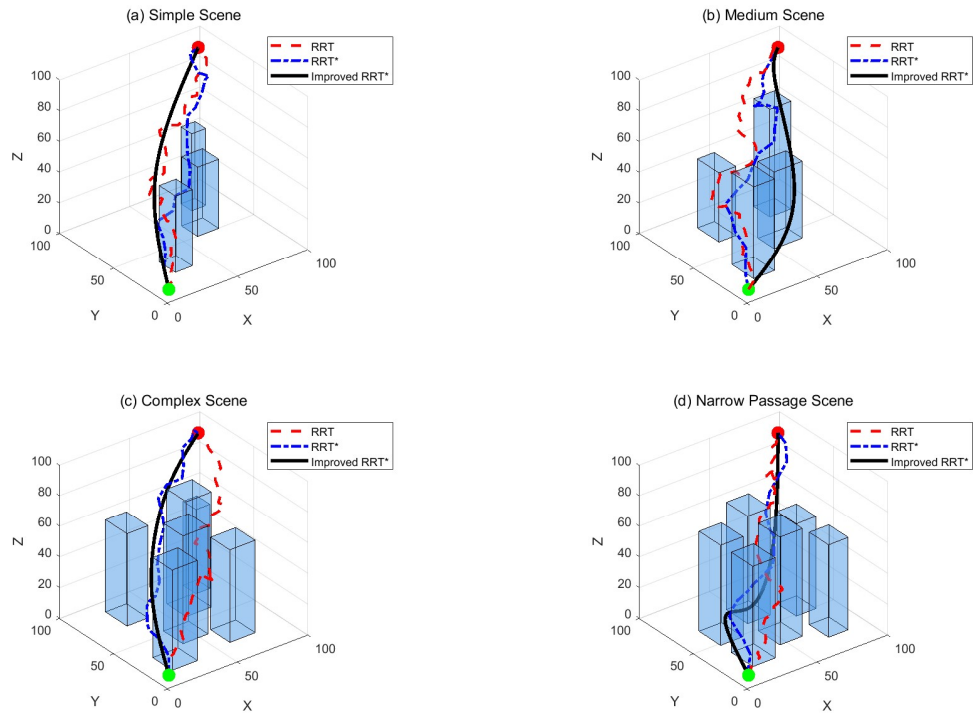 (a) Simple Scene
RRT
RRT*
Improved RRT*
100
80
60
40
20
0
Z
100
50
0
Y
0
50
100
X
(b) Medium Scene
RRT
RRT*
Improved RRT*
100
80
60
40
20
0
Z
100
50
0
Y
0
50
100
X
(c) Complex Scene
RRT
RRT*
Improved RRT*
100
80
60
40
20
0
Z
100
50
0
Y
0
50
100
X
(d) Narrow Passage Scene
RRT
RRT*
Improved RRT*
100
80
60
40
20
0
Z
100
50
0
Y
0
50
100
X